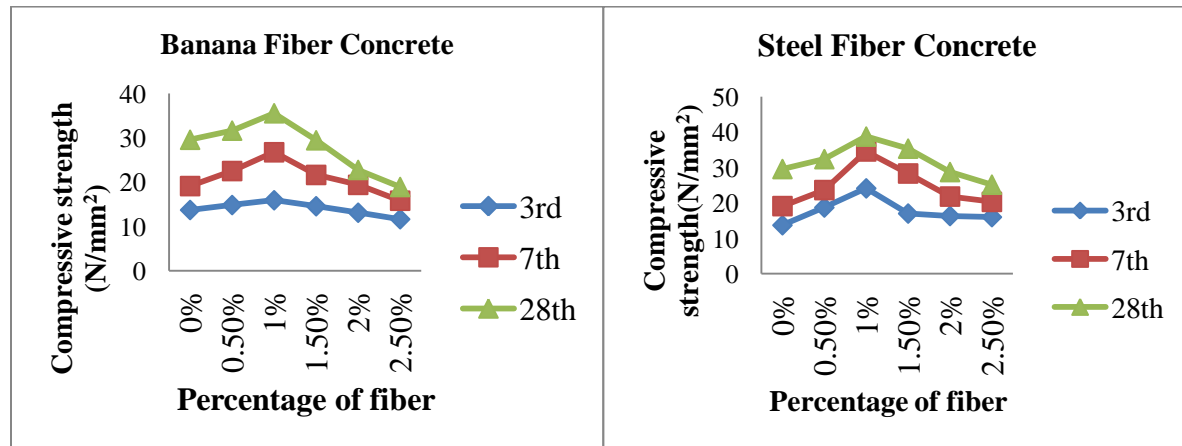 Banana Fiber Concrete
Compressive strength
(N/mm²)
40
30
20
10
0
0%
0.50%
1%
1.50%
2%
2.50%
Percentage of fiber
3rd
7th
28th
Steel Fiber Concrete
Compressive
strength(N/mm²)
50
40
30
20
10
0
0%
0.50%
1%
1.50%
2%
2.50%
Percentage of fiber
3rd
7th
28th